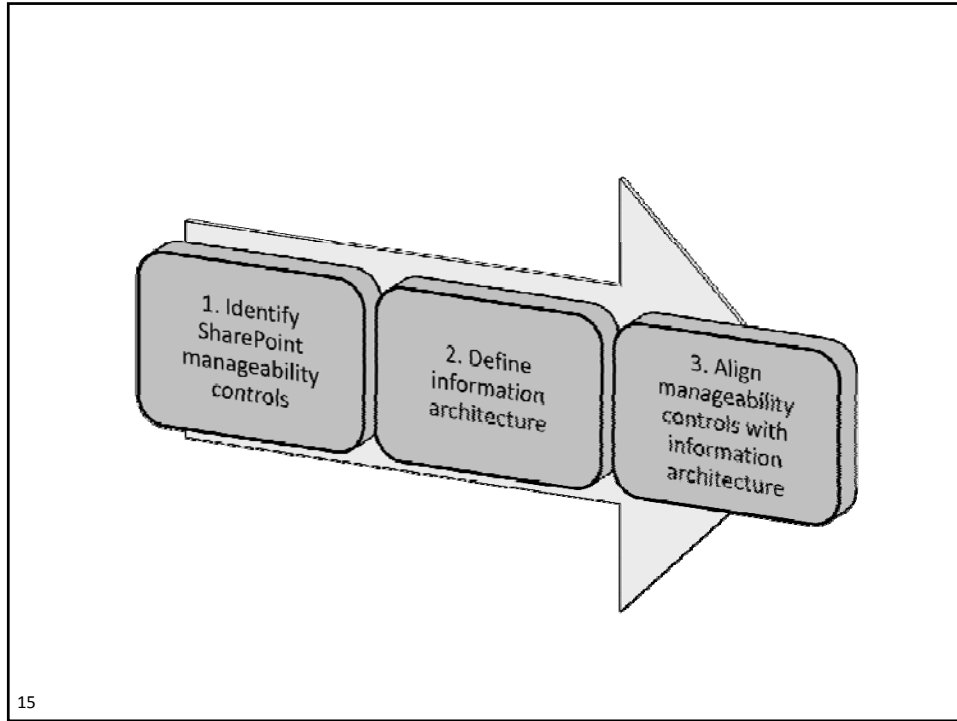 1. Identify
SharePoint
manageability
controls
2. Define
information
architecture
3. Align
manageability
controls with
information
architecture
15